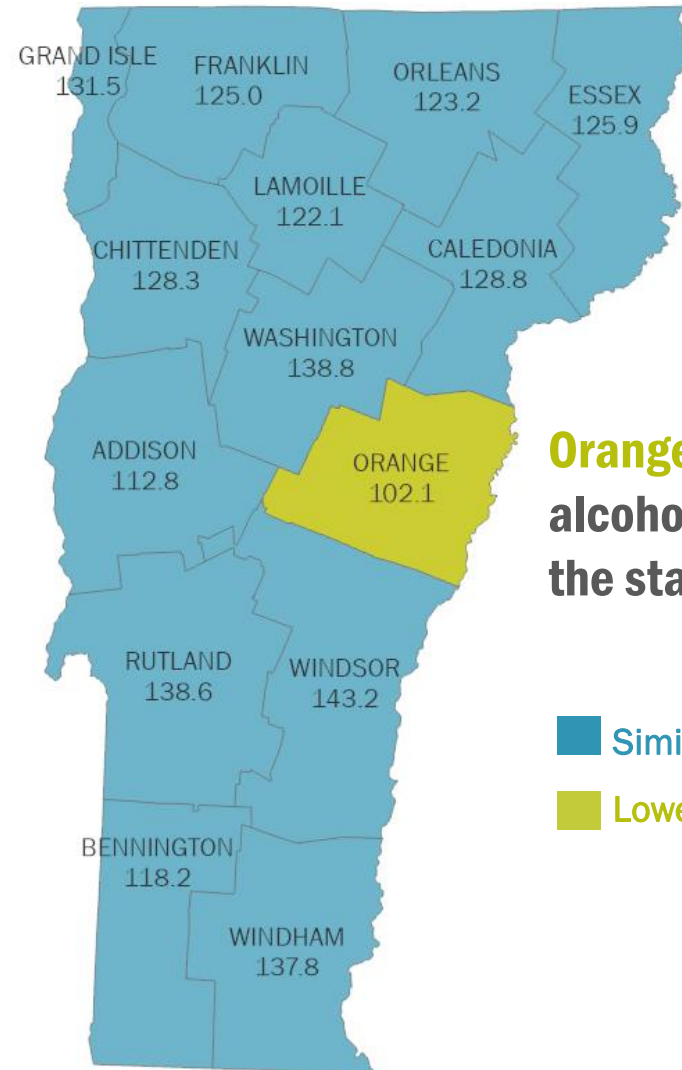 GRAND ISLE
131.5
FRANKLIN
125.0
ORLEANS
123.2
ESSEX
125.9
LAMOILLE
122.1
CHITTENDEN
128.3
CALEDONIA
128.8
WASHINGTON
138.8
ADDISON
112.8
ORANGE
102.1
Orange
the sta
RUTLAND
138.6
WINDSOR
143.2
BENNINGTON
118.2
WINDHAM
137.8